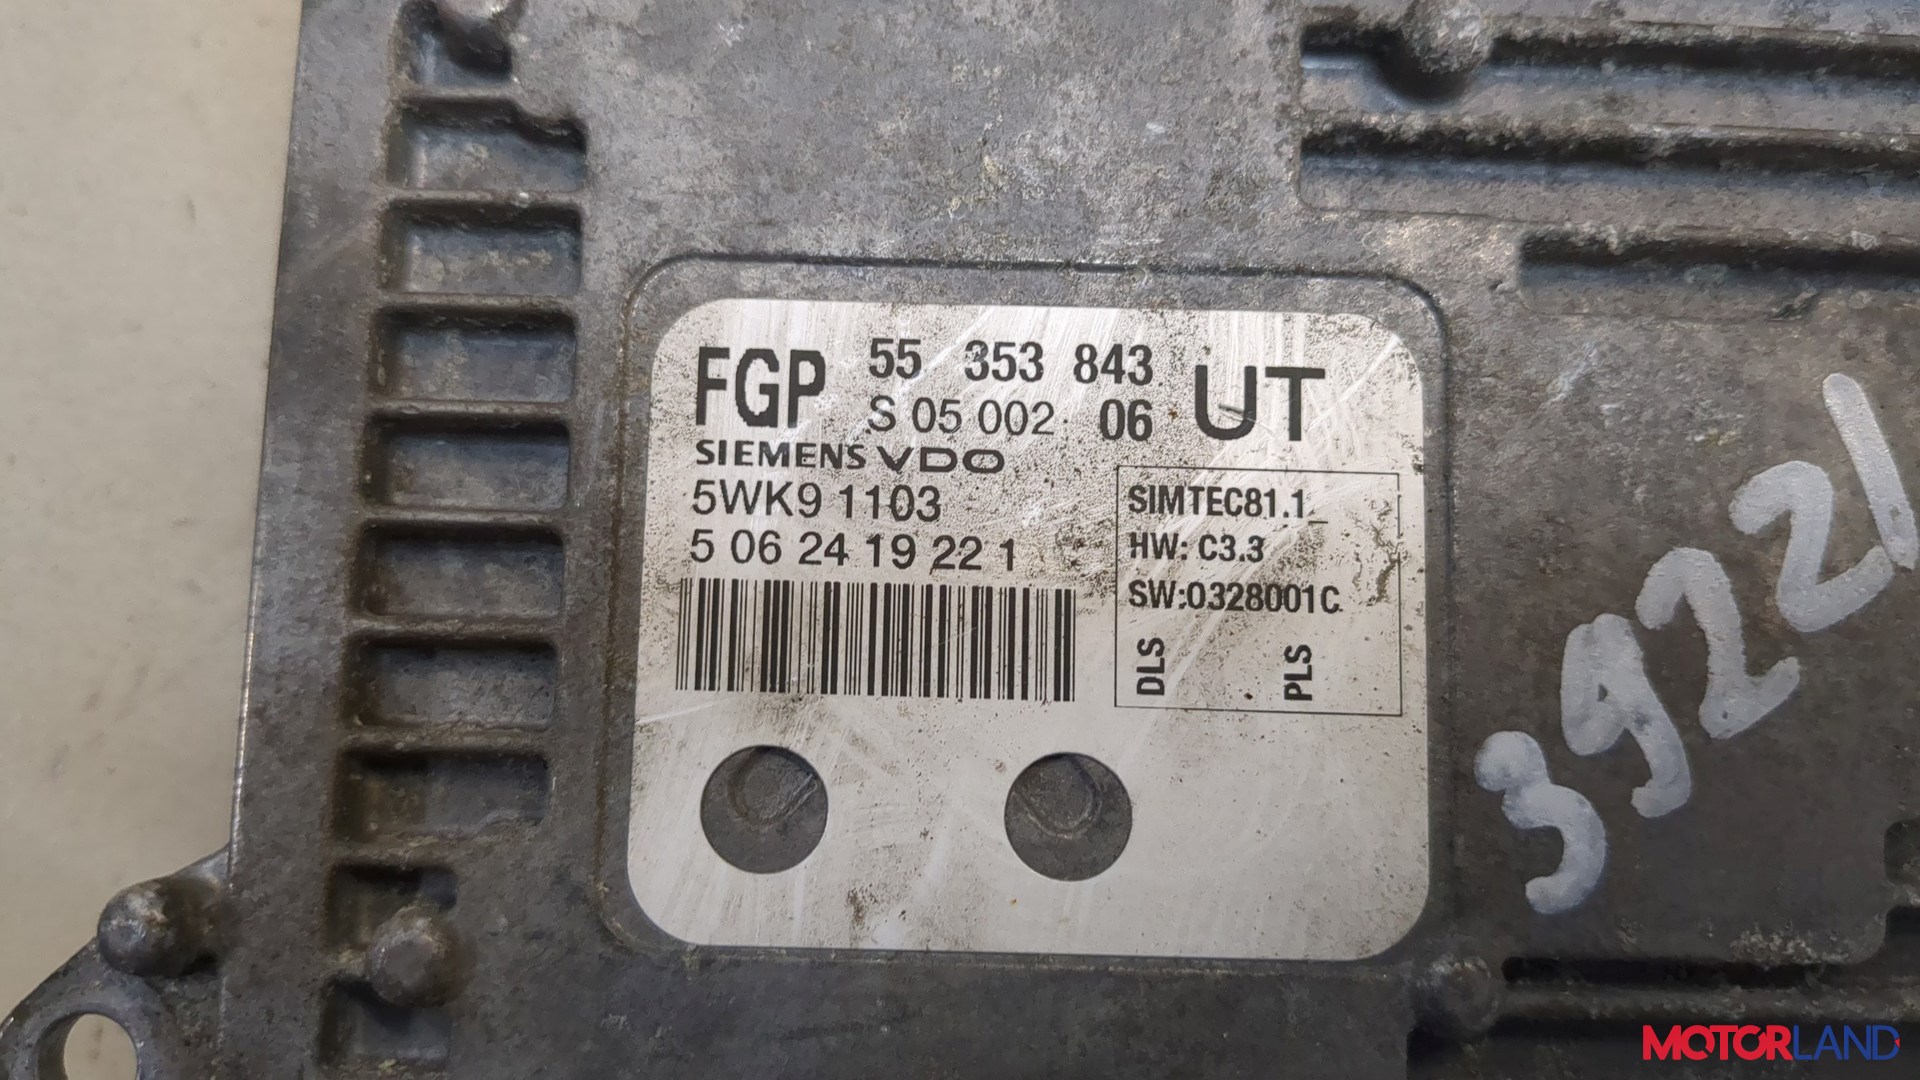 FGP 55 353 843 UT
S 05 002 06
SIEMENS VDO
5WK9 1103
5 06 24 19 22 1
SIMTEC81.1_
HW: C3.3
SW:0328001C
DLS PLS
39221
MOTORLAND